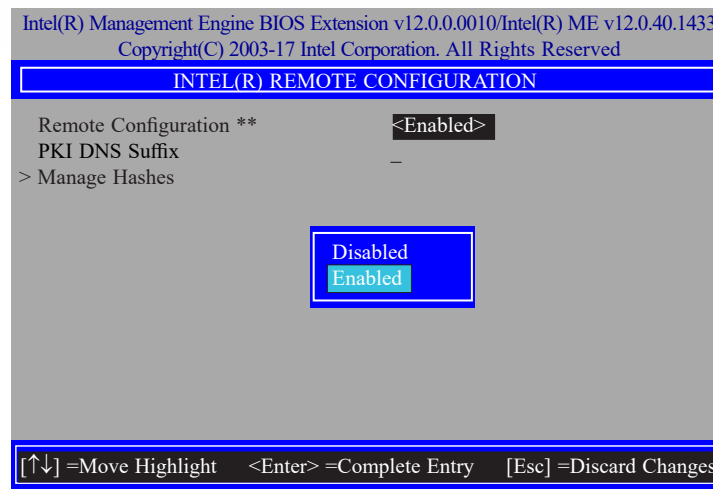 Intel(R) Management Engine BIOS Extension v12.0.0.0010/Intel(R) ME v12.0.40.1433
Copyright(C) 2003-17 Intel Corporation. All Rights Reserved
INTEL(R) REMOTE CONFIGURATION
Remote Configuration ** <Enabled>
PKI DNS Suffix _
> Manage Hashes
Disabled
Enabled
[↑↓] =Move Highlight <Enter> =Complete Entry [Esc] =Discard Changes